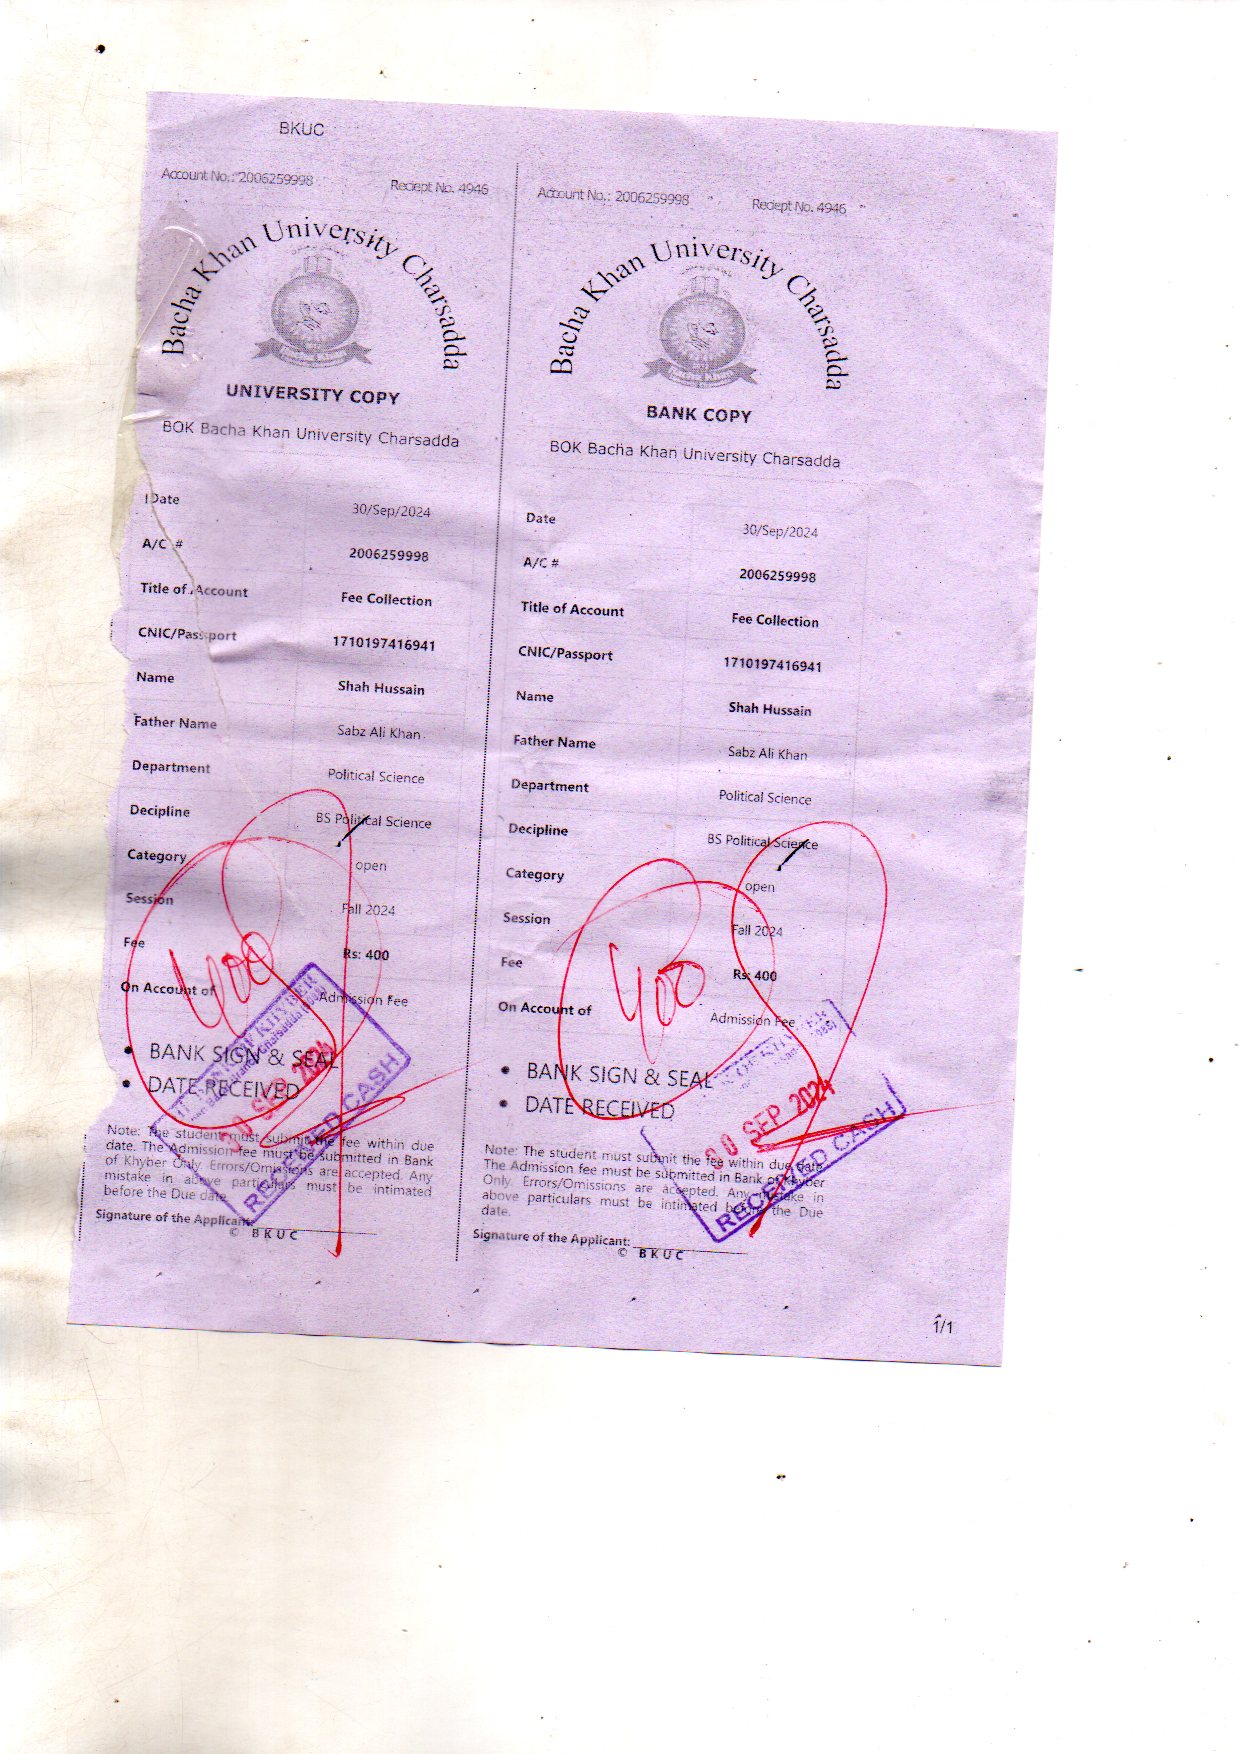 BKUC
Account No.: 2006259998 Reciept No. 4946
Bacha Khan University Charsadda
UNIVERSITY COPY
BOK Bacha Khan University Charsadda
Date 30/Sep/2024
A/C # 2006259998
Title of Account Fee Collection
CNIC/Passport 1710197416941
Name Shah Hussain
Father Name Sabz Ali Khan
Department Political Science
Decipline BS Political Science
Category open
Session Fall 2024
Fee Rs: 400
On Account of Admission Fee
400
• BANK SIGN & SEAL
• DATE RECEIVED
30 SEP 2024
RECEIVED CASH
Note: The student must submit the fee within due
date. The Admission fee must be submitted in Bank
of Khyber Only. Errors/Omissions are accepted. Any
mistake in above particulars must be intimated
before the Due date.
Signature of the Applicant:
© BKUC
Account No.: 2006259998 Reciept No. 4946
Bacha Khan University Charsadda
BANK COPY
BOK Bacha Khan University Charsadda
Date 30/Sep/2024
A/C # 2006259998
Title of Account Fee Collection
CNIC/Passport 1710197416941
Name Shah Hussain
Father Name Sabz Ali Khan
Department Political Science
Decipline BS Political Science
Category open
Session Fall 2024
Fee Rs: 400
On Account of Admission Fee
400
• BANK SIGN & SEAL
• DATE RECEIVED
30 SEP 2024
RECEIVED CASH
Note: The student must submit the fee within due date.
The Admission fee must be submitted in Bank of Khyber
Only. Errors/Omissions are accepted. Any mistake in
above particulars must be intimated before the Due
date.
Signature of the Applicant:
© BKUC
1/1